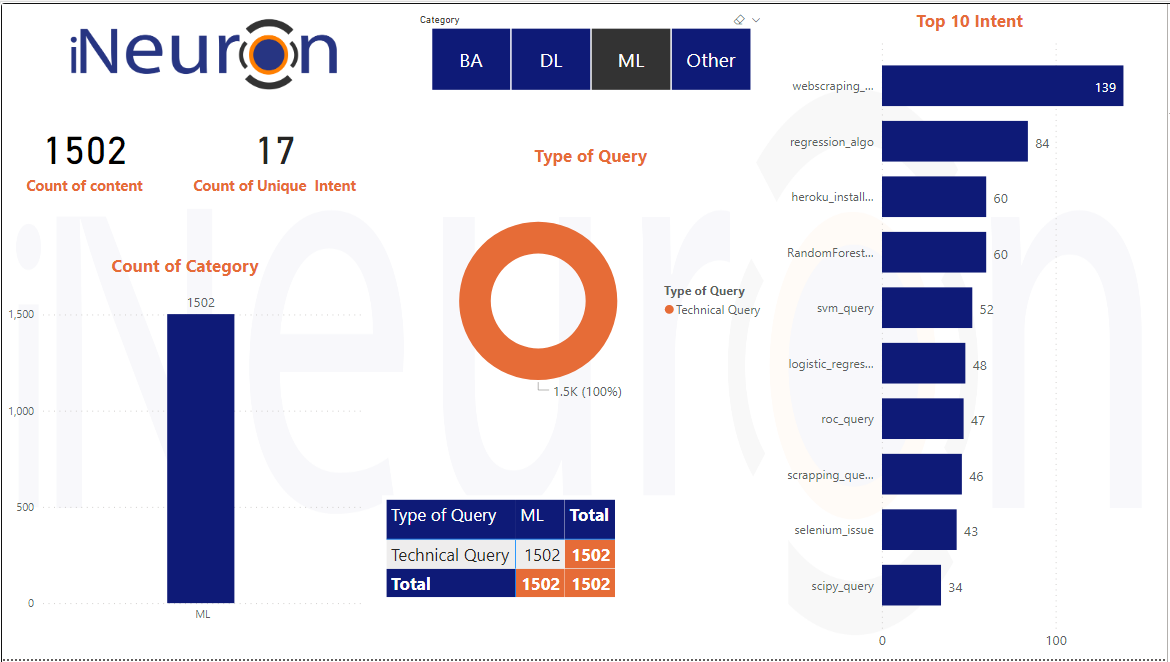 iNeuron
Category
BA
DL
ML
Other
1502
Count of content
17
Count of Unique Intent
Count of Category
1502
1,500
1,000
500
0
ML
Type of Query
Type of Query
Technical Query
1.5K (100%)
Type of Query ML Total
Technical Query 1502 1502
Total 1502 1502
Top 10 Intent
webscraping_... 139
regression_algo 84
heroku_install... 60
RandomForest... 60
svm_query 52
logistic_regres... 48
roc_query 47
scrapping_que... 46
selenium_issue 43
scipy_query 34
0 100
iNeuron